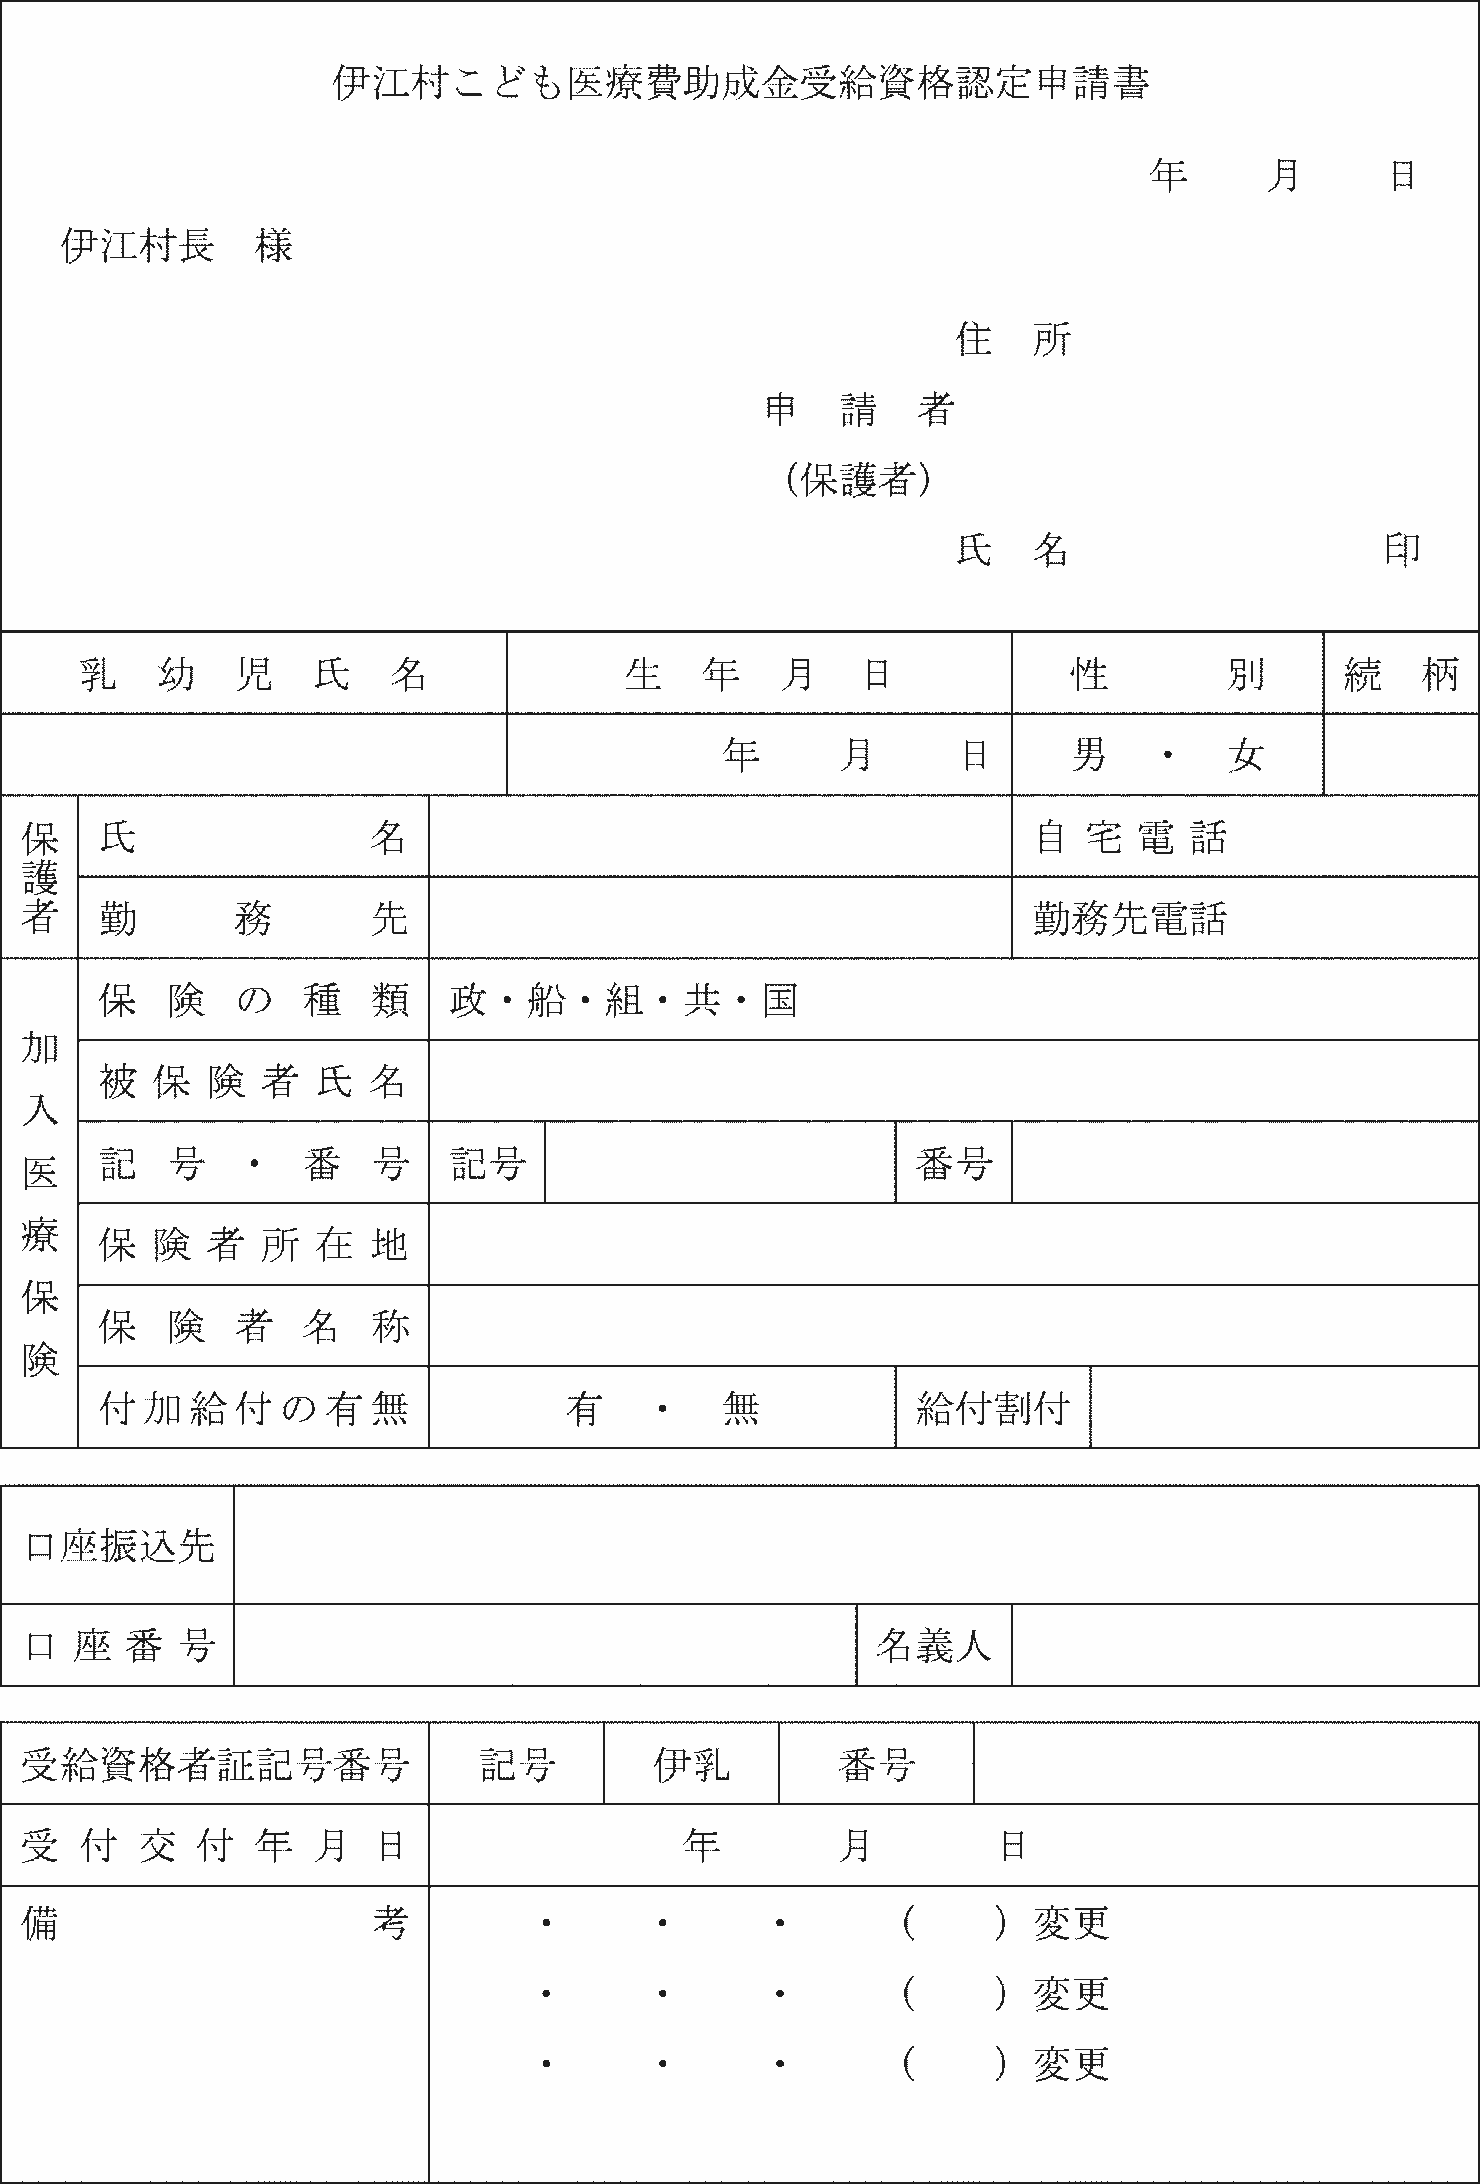 伊江村こども医療費助成金受給資格認定申請書
年　　月　　日
伊江村長　様
住　所
申　請　者
（保護者）
氏　名　　　　　　　　印
乳　幼　児　氏　名　　生　年　月　日　　性　　　別　　続　柄
年　　月　　日　　男　・　女
保護者
氏　　　　　　名　　自宅電話
勤　　務　　先　　勤務先電話
加入医療保険
保　険　の　種　類　　政・船・組・共・国
被保険者氏名
記　号　・　番　号　　記号　　番号
保険者所在地
保　険　者　名　称
付加給付の有無　　有　・　無　　給付割付
口座振込先
口座番号　　名義人
受給資格者証記号番号　　記号　　伊乳　　番号
受付交付年月日　　年　　　月　　　日
備　　　　　　考　　・　　・　　・　　（　　）変更
・　　・　　・　　（　　）変更
・　　・　　・　　（　　）変更